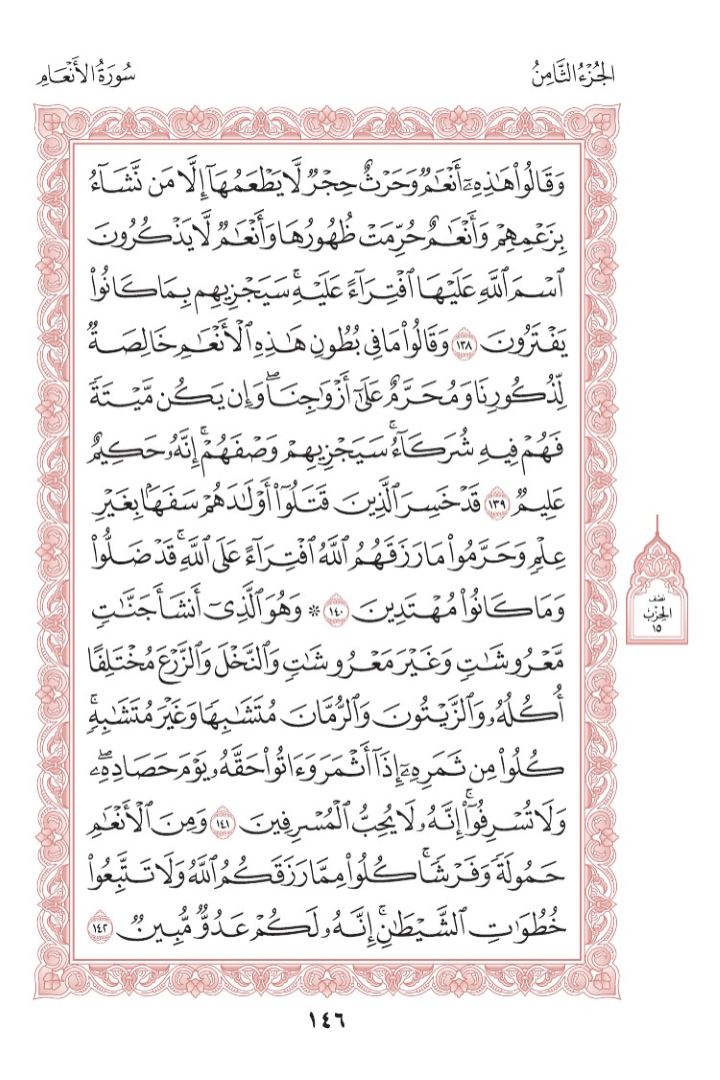 الجُزْءُ الثَّامِنُ
سُورَةُ الأَنْعَامِ
وَقَالُواْ هَٰذِهِۦٓ أَنْعَٰمٞ وَحَرْثٌ حِجْرٞ لَّا يَطْعَمُهَآ إِلَّا مَن نَّشَآءُ
بِزَعْمِهِمْ وَأَنْعَٰمٌ حُرِّمَتْ ظُهُورُهَا وَأَنْعَٰمٞ لَّا يَذْكُرُونَ
ٱسْمَ ٱللَّهِ عَلَيْهَا ٱفْتِرَآءً عَلَيْهِۚ سَيَجْزِيهِم بِمَا كَانُواْ
يَفْتَرُونَ ١٣٨ وَقَالُواْ مَا فِي بُطُونِ هَٰذِهِ ٱلْأَنْعَٰمِ خَالِصَةٞ
لِّذُكُورِنَا وَمُحَرَّمٌ عَلَىٰٓ أَزْوَٰجِنَاۖ وَإِن يَكُن مَّيْتَةٗ
فَهُمْ فِيهِ شُرَكَآءُۚ سَيَجْزِيهِمْ وَصْفَهُمْۚ إِنَّهُۥ حَكِيمٌ
عَلِيمٞ ١٣٩ قَدْ خَسِرَ ٱلَّذِينَ قَتَلُوٓاْ أَوْلَٰدَهُمْ سَفَهَۢا بِغَيْرِ
عِلْمٖ وَحَرَّمُواْ مَا رَزَقَهُمُ ٱللَّهُ ٱفْتِرَآءً عَلَى ٱللَّهِۚ قَدْ ضَلُّواْ
وَمَا كَانُواْ مُهْتَدِينَ ١٤٠ ۞ وَهُوَ ٱلَّذِيٓ أَنشَأَ جَنَّٰتٖ
مَّعْرُوشَٰتٖ وَغَيْرَ مَعْرُوشَٰتٖ وَٱلنَّخْلَ وَٱلزَّرْعَ مُخْتَلِفًا
أُكُلُهُۥ وَٱلزَّيْتُونَ وَٱلرُّمَّانَ مُتَشَٰبِهٗا وَغَيْرَ مُتَشَٰبِهٖۚ
كُلُواْ مِن ثَمَرِهِۦٓ إِذَآ أَثْمَرَ وَءَاتُواْ حَقَّهُۥ يَوْمَ حَصَادِهِۦۖ
وَلَا تُسْرِفُوٓاْۚ إِنَّهُۥ لَا يُحِبُّ ٱلْمُسْرِفِينَ ١٤١ وَمِنَ ٱلْأَنْعَٰمِ
حَمُولَةٗ وَفَرْشٗاۚ كُلُواْ مِمَّا رَزَقَكُمُ ٱللَّهُ وَلَا تَتَّبِعُواْ
خُطُوَٰتِ ٱلشَّيْطَٰنِۚ إِنَّهُۥ لَكُمْ عَدُوّٞ مُّبِينٞ ١٤٢
نصف
الحزب
١٥
١٤٦